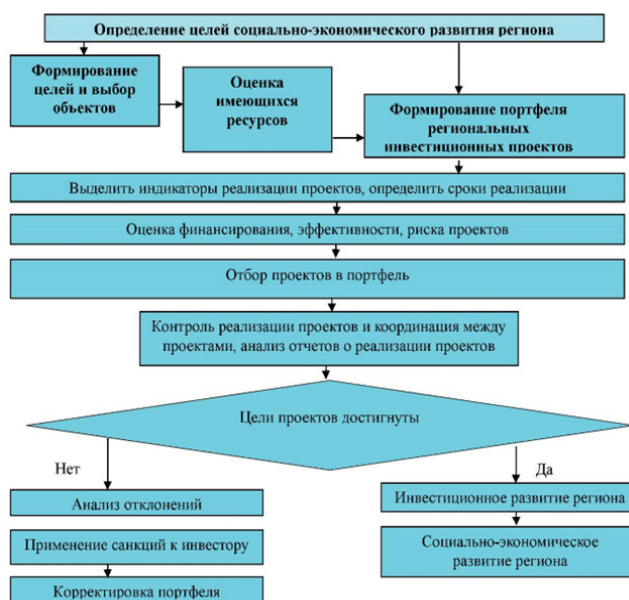 Определение целей социально-экономического развития региона
Формирование
целей и выбор
объектов
Оценка
имеющихся
ресурсов
Формирование портфеля
региональных
инвестиционных проектов
Выделить индикаторы реализации проектов, определить сроки реализации
Оценка финансирования, эффективности, риска проектов
Отбор проектов в портфель
Контроль реализации проектов и координация между
проектами, анализ отчетов о реализации проектов
Цели проектов достигнуты
Нет
Да
Анализ отклонений
Инвестиционное развитие региона
Применение санкций к инвестору
Социально-экономическое
развитие региона
Корректировка портфеля